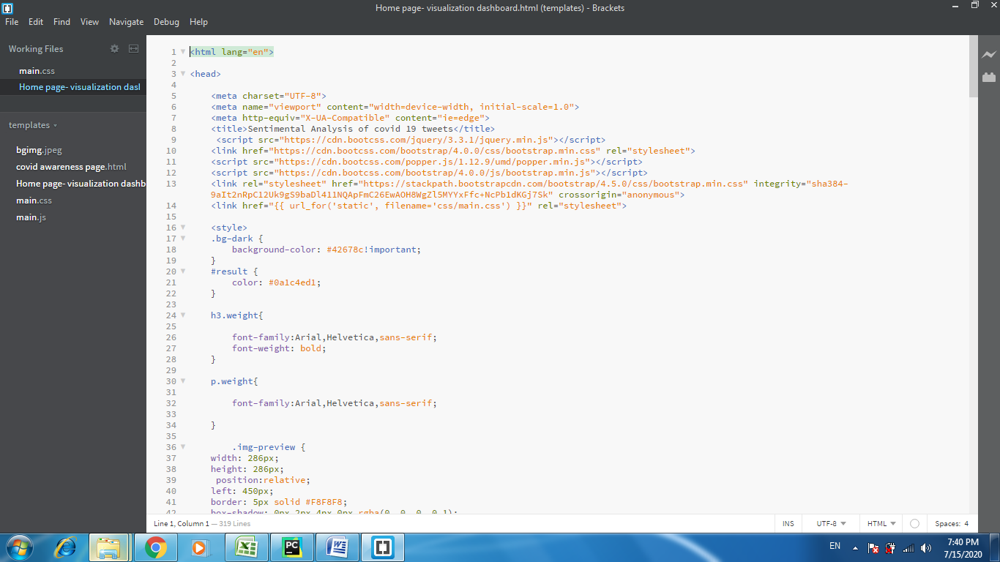 Home page- visualization dashboard.html (templates) - Brackets
File Edit Find View Navigate Debug Help
Working Files
main.css
Home page- visualization dasl
templates
bgimg.jpeg
covid awareness page.html
Home page- visualization dashb
main.css
main.js
1 <html lang="en">
2
3 <head>
4
5 <meta charset="UTF-8">
6 <meta name="viewport" content="width=device-width, initial-scale=1.0">
7 <meta http-equiv="X-UA-Compatible" content="ie=edge">
8 <title>Sentimental Analysis of covid 19 tweets</title>
9 <script src="https://cdn.bootcss.com/jquery/3.3.1/jquery.min.js"></script>
10 <link href="https://cdn.bootcss.com/bootstrap/4.0.0/css/bootstrap.min.css" rel="stylesheet">
11 <script src="https://cdn.bootcss.com/popper.js/1.12.9/umd/popper.min.js"></script>
12 <script src="https://cdn.bootcss.com/bootstrap/4.0.0/js/bootstrap.min.js"></script>
13 <link rel="stylesheet" href="https://stackpath.bootstrapcdn.com/bootstrap/4.5.0/css/bootstrap.min.css" integrity="sha384-
9aIt2nRpC12Uk9gS9baDl411NQApFmC26EwAOH8WgZl5MYYxFfc+NcPb1dKGj7Sk" crossorigin="anonymous">
14 <link href="{{ url_for('static', filename='css/main.css') }}" rel="stylesheet">
15
16 <style>
17 .bg-dark {
18 background-color: #42678c!important;
19 }
20 #result {
21 color: #0a1c4ed1;
22 }
23
24 h3.weight{
25
26 font-family:Arial,Helvetica,sans-serif;
27 font-weight: bold;
28 }
29
30 p.weight{
31
32 font-family:Arial,Helvetica,sans-serif;
33
34 }
35
36 .img-preview {
37 width: 286px;
38 height: 286px;
39 position:relative;
40 left: 450px;
41 border: 5px solid #F8F8F8;
42 box-shadow: 0px 2px 4px 0px rgba(0, 0, 0, 0.1);
Line 1, Column 1 — 319 Lines
INS UTF-8 HTML Spaces: 4
EN
7:40 PM
7/15/2020